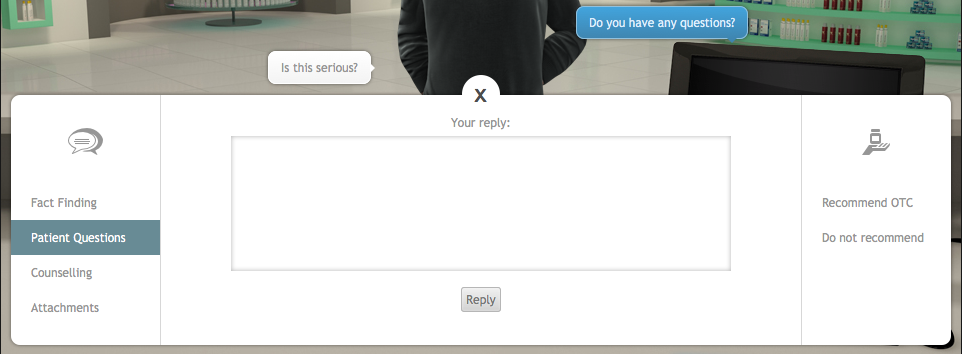 Do you have any questions?
Is this serious?
X
Your reply:
Fact Finding
Patient Questions
Counselling
Attachments
Reply
Recommend OTC
Do not recommend